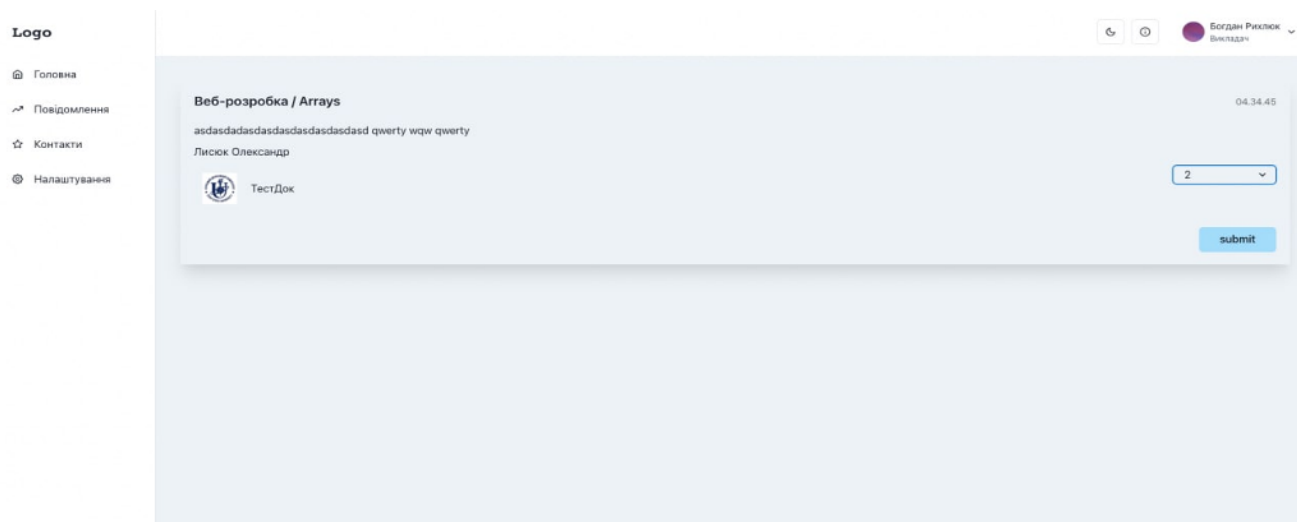 Logo
Богдан Рихлюк
Викладач
Головна
Повідомлення
Контакти
Налаштування
Веб-розробка / Arrays
04.34.45
asdasdadasdasdasdasdasdasdasd qwerty wqw qwerty
Лисюк Олександр
ТестДок
2
submit